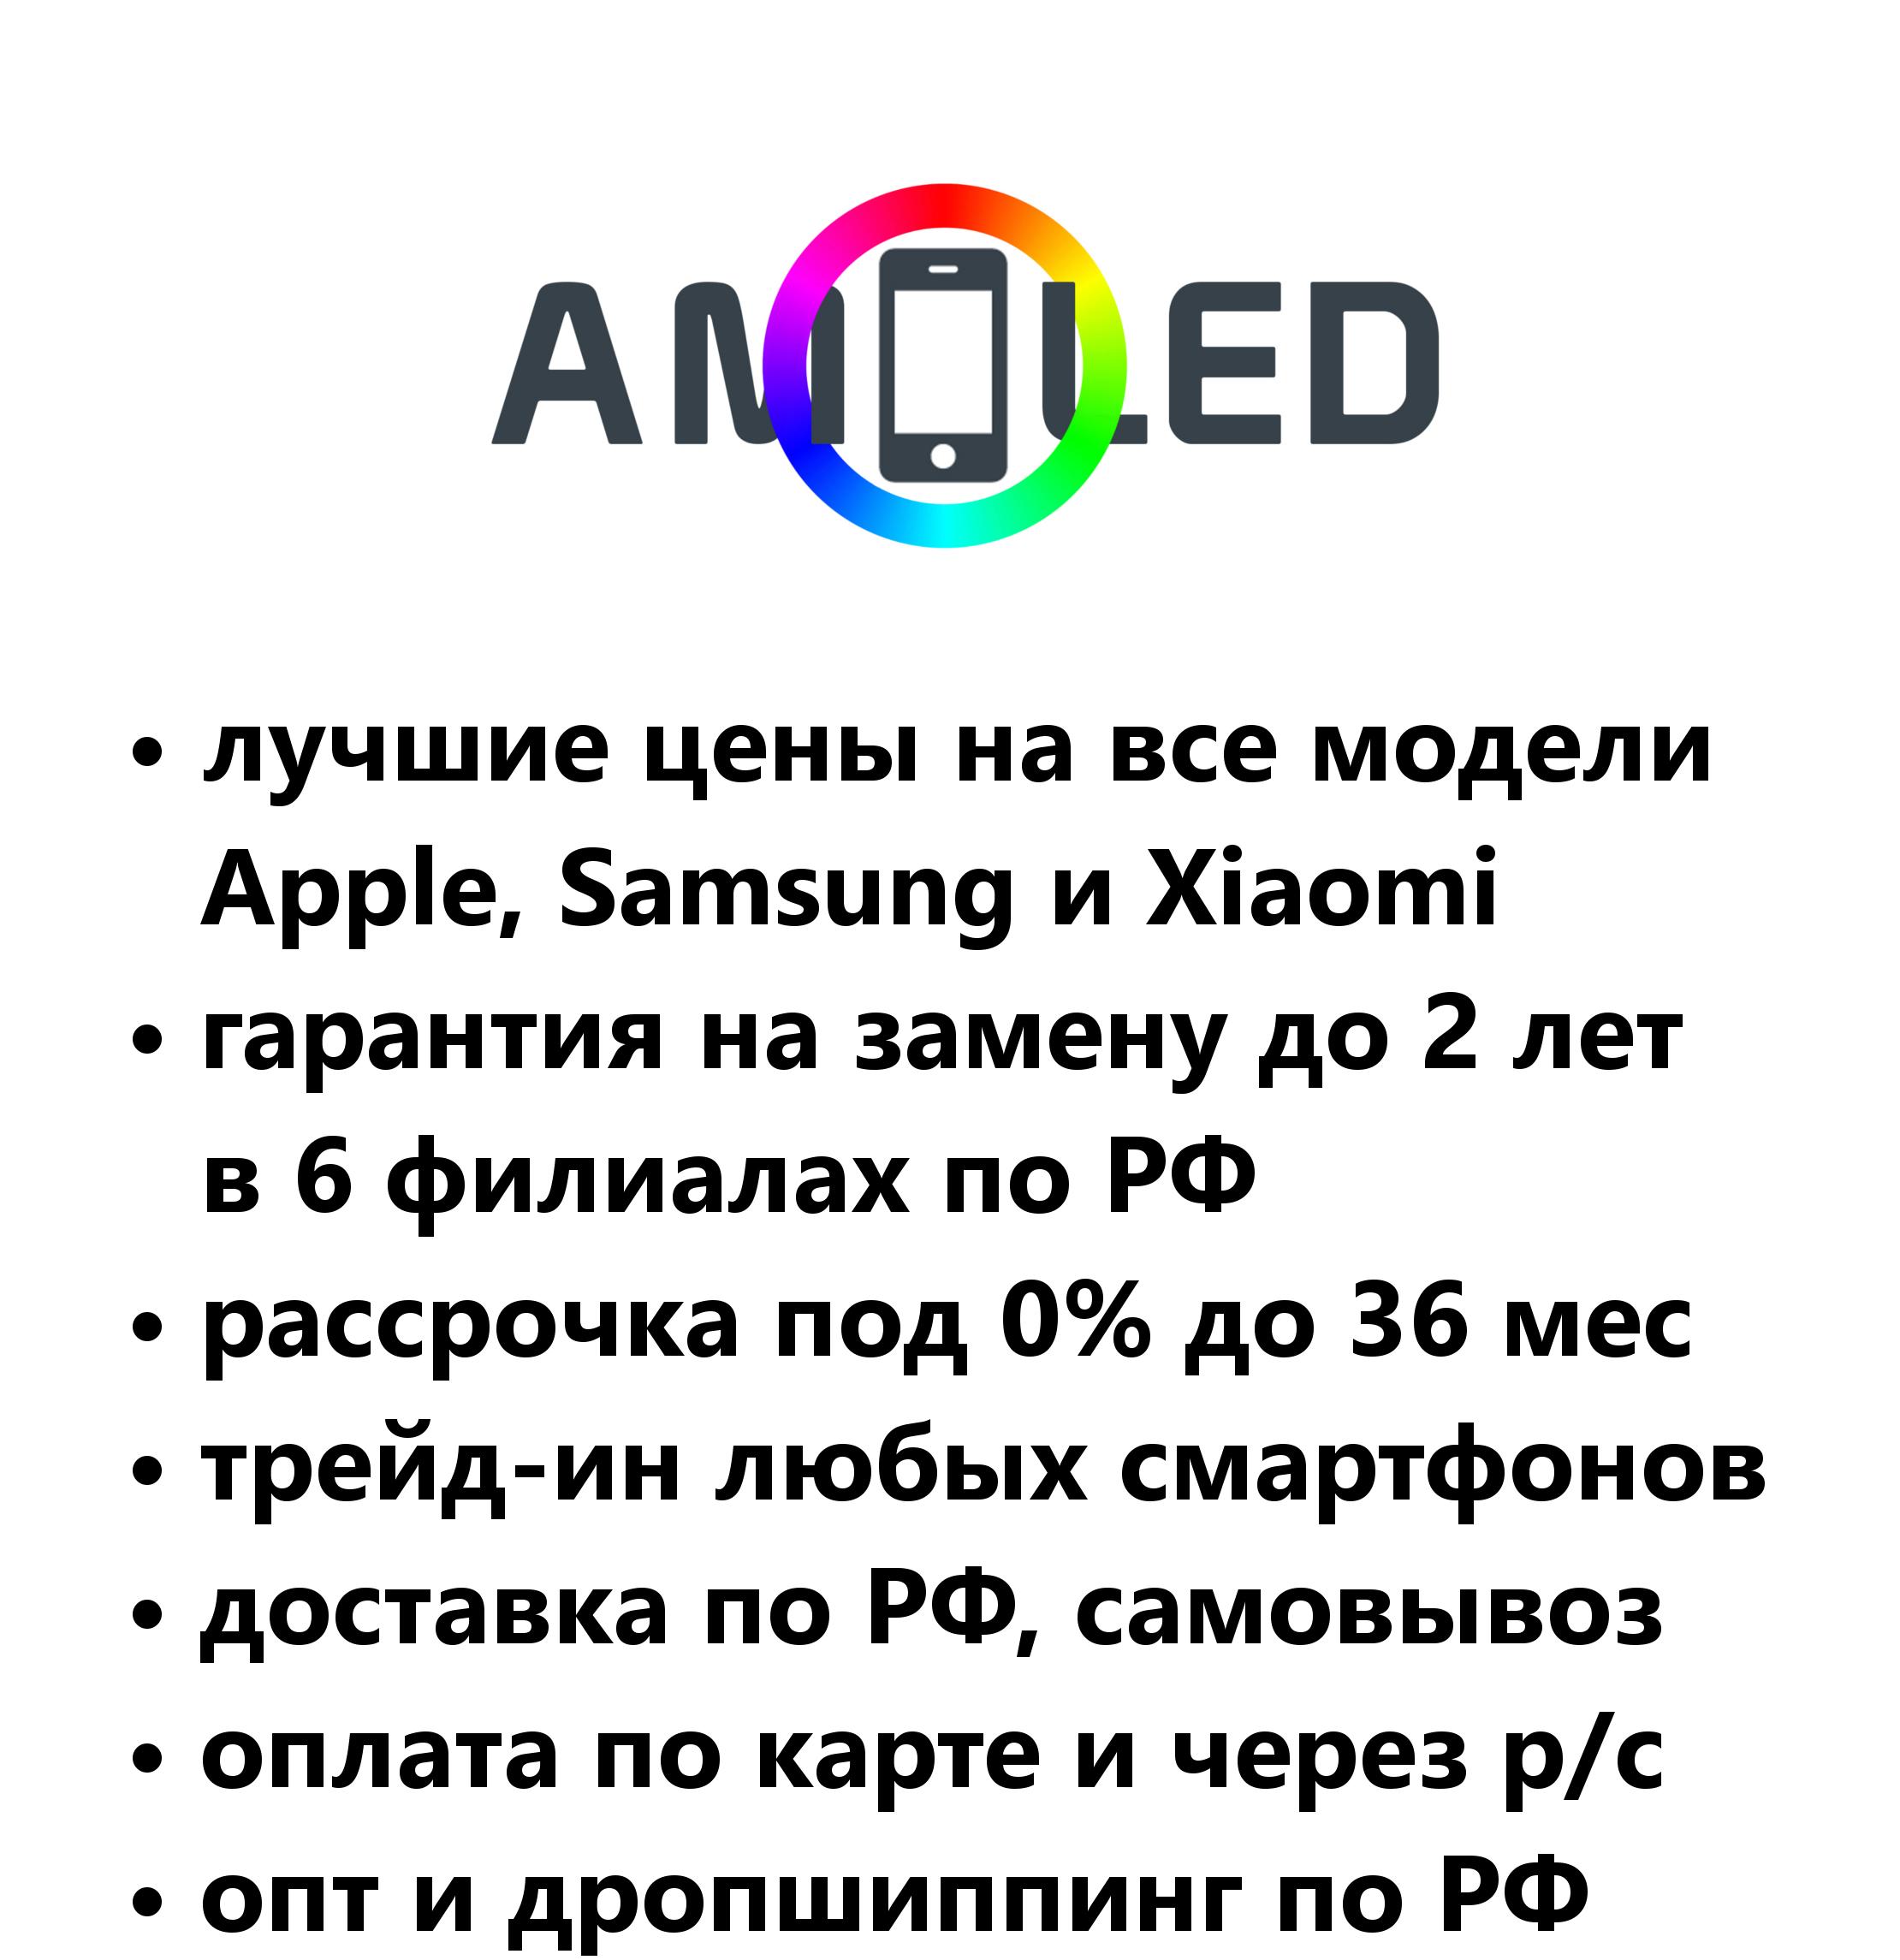 AMOLED
• лучшие цены на все модели
Apple, Samsung и Xiaomi
• гарантия на замену до 2 лет
в 6 филиалах по РФ
• рассрочка под 0% до 36 мес
• трейд-ин любых смартфонов
• доставка по РФ, самовывоз
• оплата по карте и через р/с
• опт и дропшиппинг по РФ